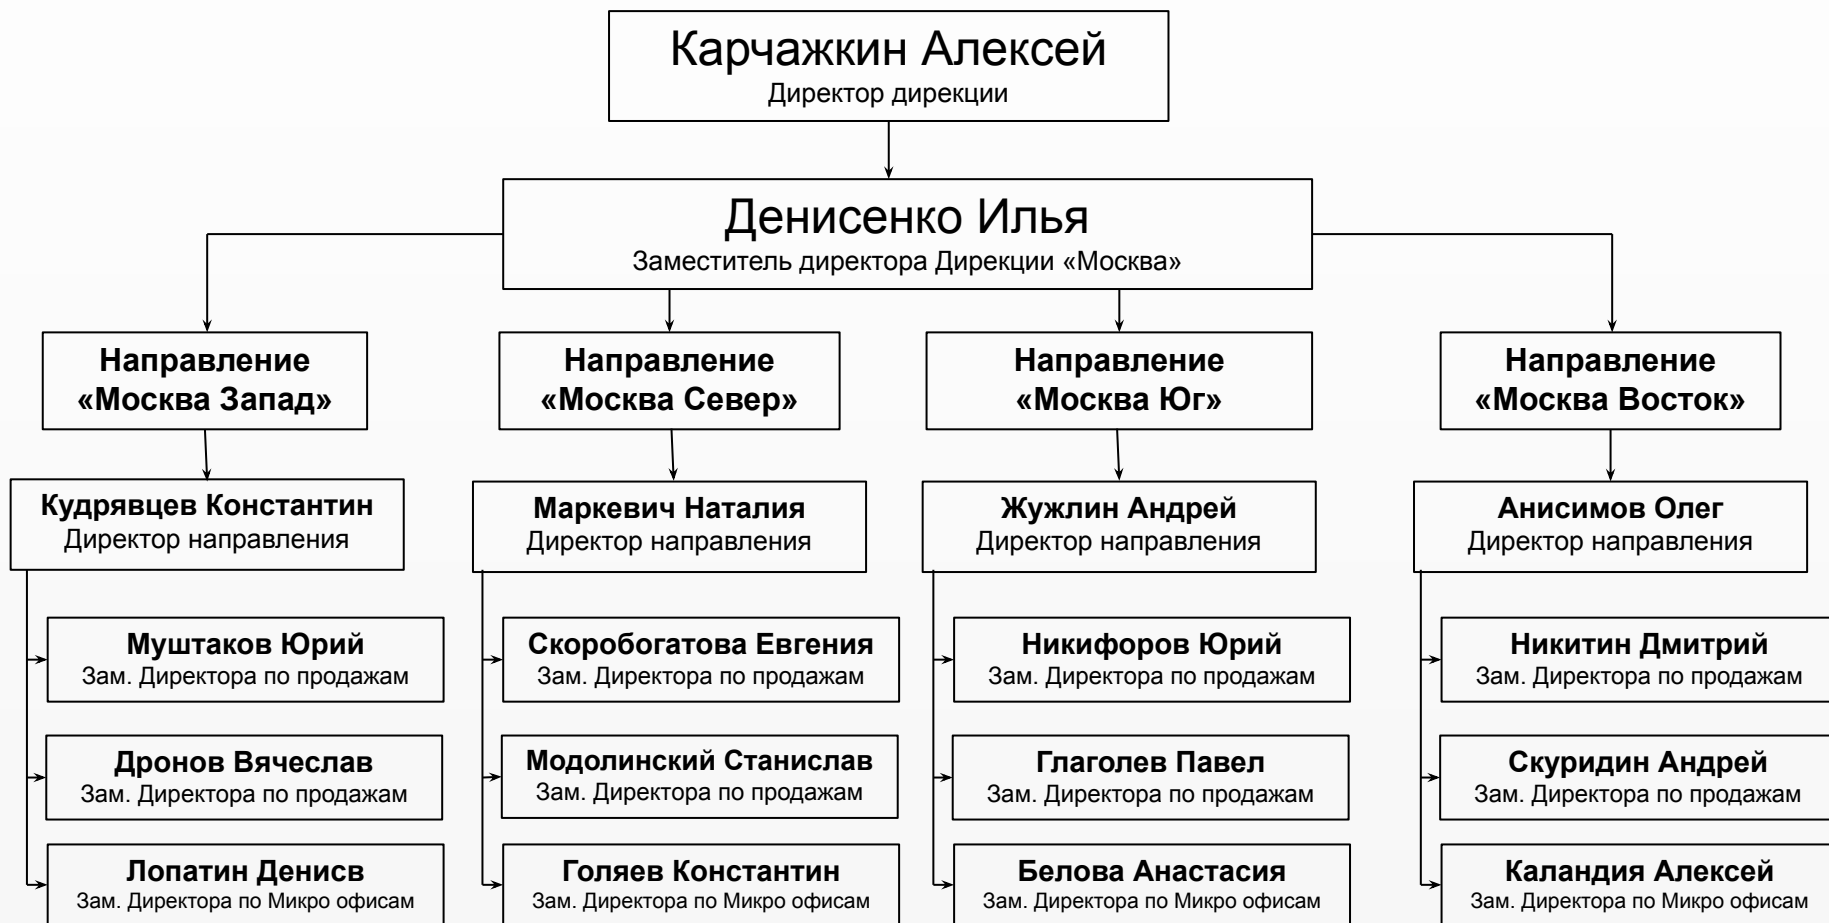 Карчажкин Алексей
Директор дирекции
Денисенко Илья
Заместитель директора Дирекции «Москва»
Направление
«Москва Запад»
Направление
«Москва Север»
Направление
«Москва Юг»
Направление
«Москва Восток»
Кудрявцев Константин
Директор направления
Маркевич Наталия
Директор направления
Жужлин Андрей
Директор направления
Анисимов Олег
Директор направления
Муштаков Юрий
Зам. Директора по продажам
Скоробогатова Евгения
Зам. Директора по продажам
Никифоров Юрий
Зам. Директора по продажам
Никитин Дмитрий
Зам. Директора по продажам
Дронов Вячеслав
Зам. Директора по продажам
Модолинский Станислав
Зам. Директора по продажам
Глаголев Павел
Зам. Директора по продажам
Скуридин Андрей
Зам. Директора по продажам
Лопатин Денисв
Зам. Директора по Микро офисам
Голяев Константин
Зам. Директора по Микро офисам
Белова Анастасия
Зам. Директора по Микро офисам
Каландия Алексей
Зам. Директора по Микро офисам